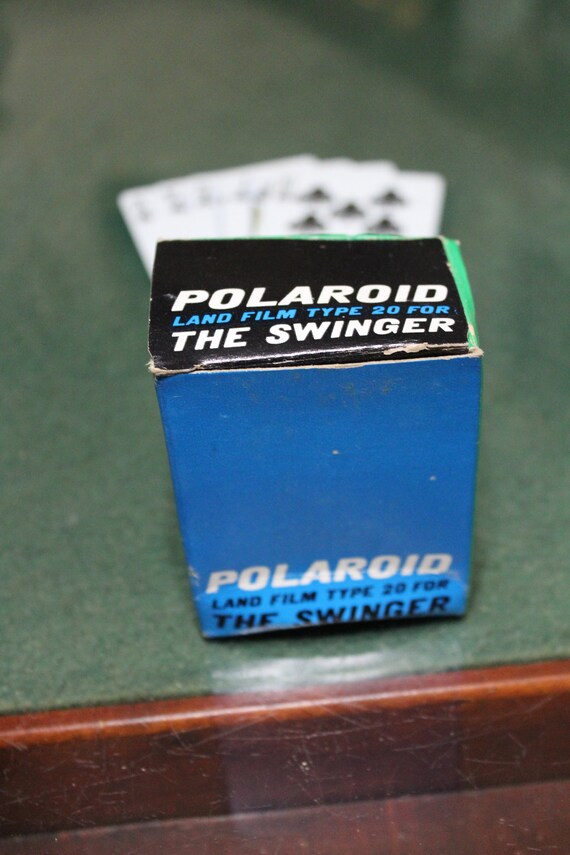 POLAROID
LAND FILM TYPE 20 FOR
THE SWINGER
POLAROID
LAND FILM TYPE 20 FOR
THE SWINGER